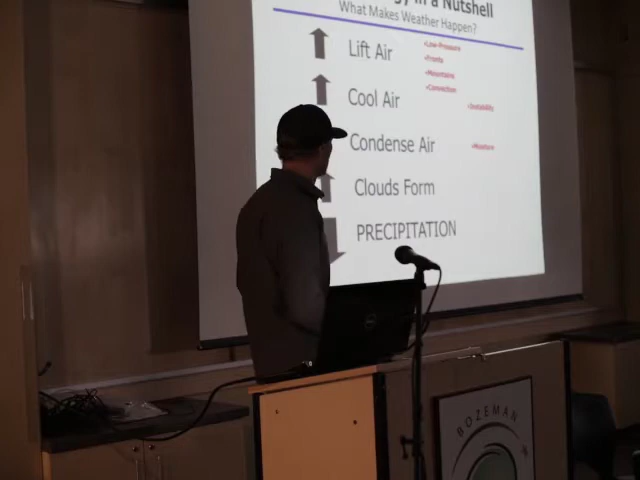 in a Nutshell
What Makes Weather Happen?
Lift Air
•Low-Pressure
•Fronts
•Mountains
•Convection
Cool Air
•Instability
Condense Air
•Moisture
Clouds Form
PRECIPITATION
DELL
BOZEMAN